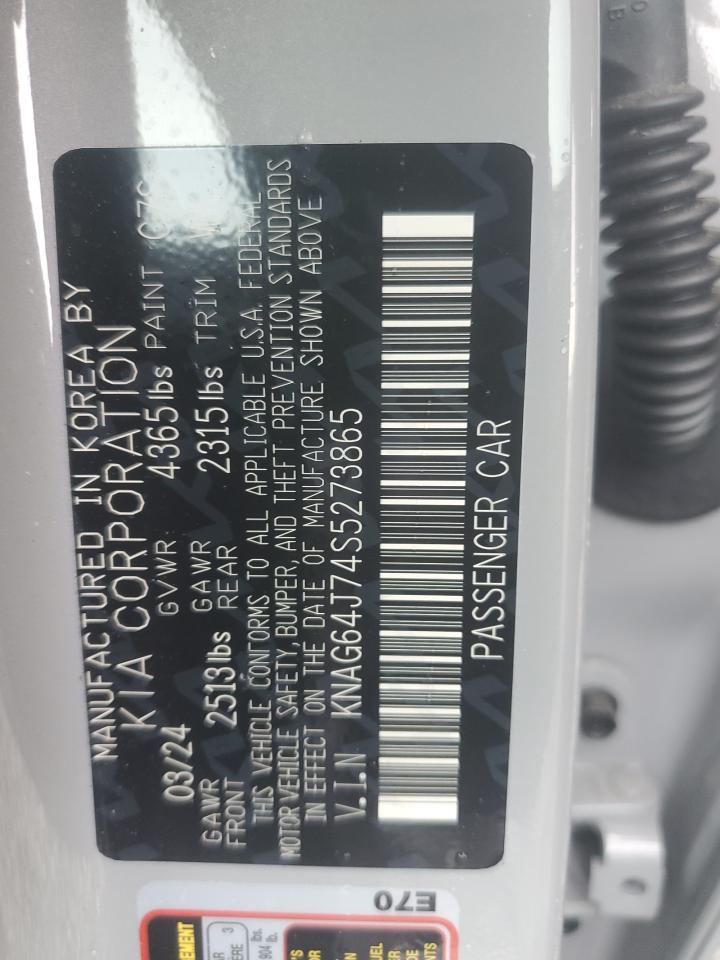 MANUFACTURED IN KOREA BY
KIA CORPORATION
03/24 GVWR 4365lbs PAINT
GAWR FRONT 2513lbs GAWR REAR 2315lbs TRIM
THIS VEHICLE CONFORMS TO ALL APPLICABLE U.S.A. FEDERAL
MOTOR VEHICLE SAFETY, BUMPER, AND THEFT PREVENTION STANDARDS
IN EFFECT ON THE DATE OF MANUFACTURE SHOWN ABOVE
V.I.N KNAG64J74S5273865
PASSENGER CAR
E70